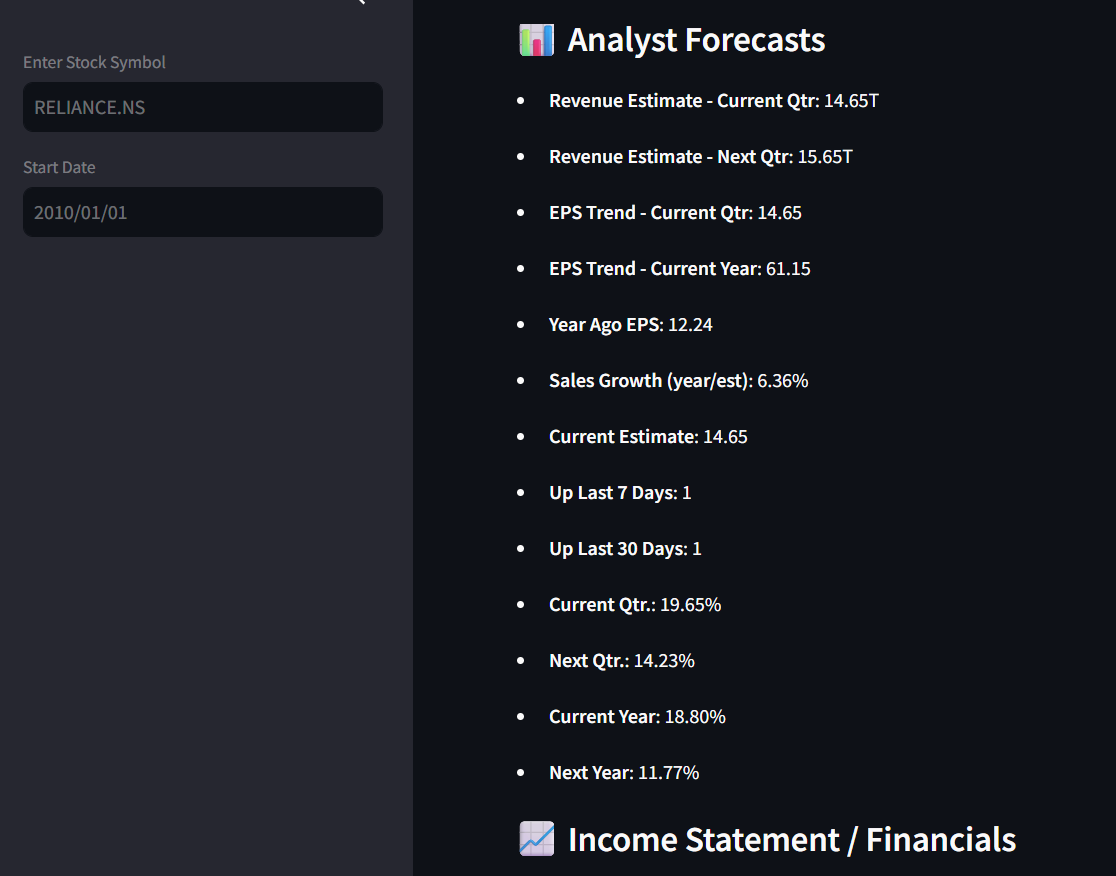 Enter Stock Symbol
RELIANCE.NS
Start Date
2010/01/01
Analyst Forecasts
Revenue Estimate - Current Qtr: 14.65T
Revenue Estimate - Next Qtr: 15.65T
EPS Trend - Current Qtr: 14.65
EPS Trend - Current Year: 61.15
Year Ago EPS: 12.24
Sales Growth (year/est): 6.36%
Current Estimate: 14.65
Up Last 7 Days: 1
Up Last 30 Days: 1
Current Qtr.: 19.65%
Next Qtr.: 14.23%
Current Year: 18.80%
Next Year: 11.77%
Income Statement / Financials